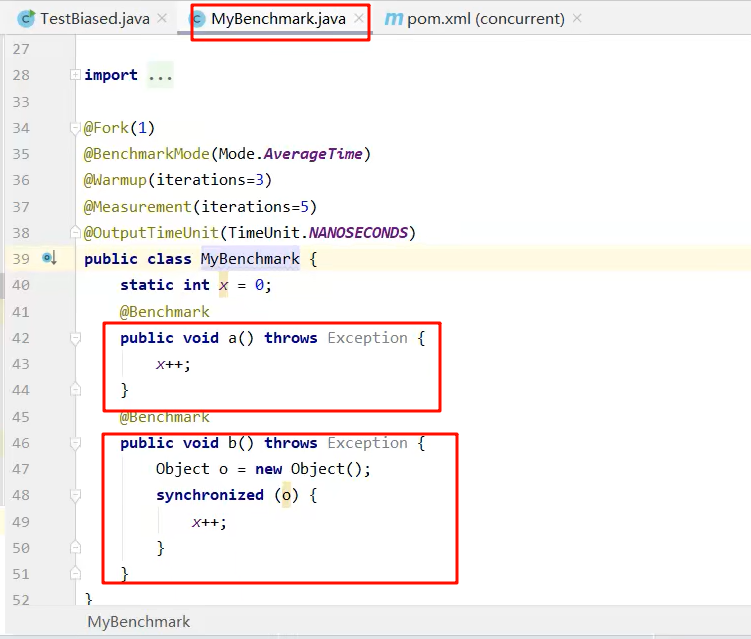 TestBiased.java MyBenchmark.java pom.xml (concurrent)
27
28 import ...
33
34 @Fork(1)
35 @BenchmarkMode(Mode.AverageTime)
36 @Warmup(iterations=3)
37 @Measurement(iterations=5)
38 @OutputTimeUnit(TimeUnit.NANOSECONDS)
39 public class MyBenchmark {
40 static int x = 0;
41 @Benchmark
42 public void a() throws Exception {
43 x++;
44 }
45 @Benchmark
46 public void b() throws Exception {
47 Object o = new Object();
48 synchronized (o) {
49 x++;
50 }
51 }
52 }
MyBenchmark